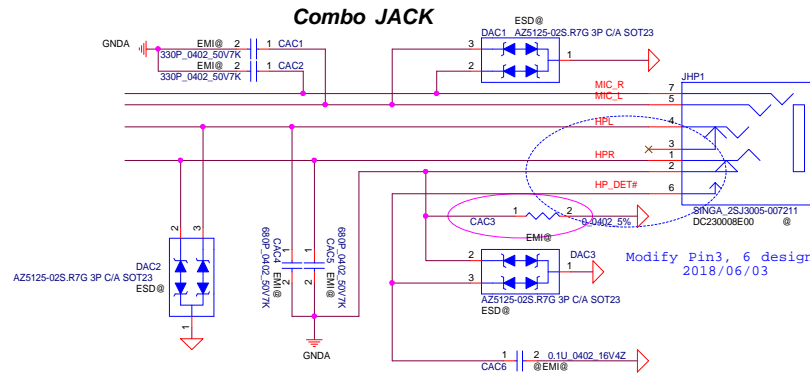 Combo JACK
ESD@
DAC1 AZ5125-02S.R7G 3P C/A SOT23
GNDA
EMI@ 2 1 CAC1
330P_0402_50V7K
EMI@ 2 1 CAC2
330P_0402_50V7K
3
2
1
JHP1
MIC_R 7
MIC_L 5
HPL 4
3
HPR 1
2
HP_DET# 6
SINGA_2SJ3005-007211
DC230008E00 @
CAC3 1 2 0_0402_5%
EMI@
Modify Pin3, 6 design
2018/06/03
2 3
DAC2
AZ5125-02S.R7G 3P C/A SOT23
ESD@
1
680P_0402_50V7K
EMI@
CAC4
1 2
680P_0402_50V7K
EMI@
CAC5
1 2
GNDA
DAC3
2
3
1
AZ5125-02S.R7G 3P C/A SOT23
ESD@
1 2 0.1U_0402_16V4Z
CAC6 @EMI@